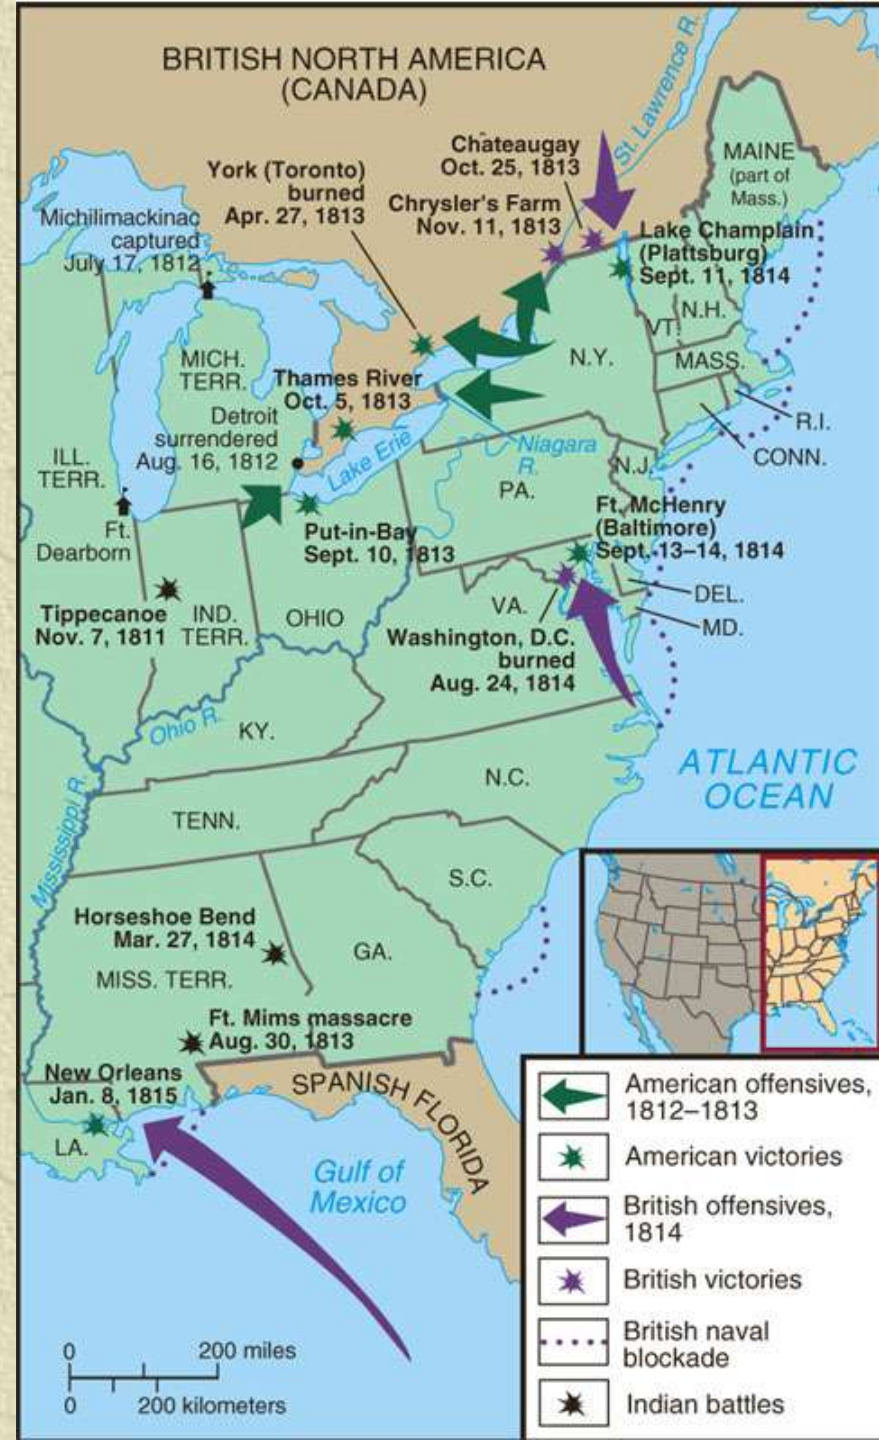 BRITISH NORTH AMERICA
(CANADA)
St. Lawrence R.
MAINE
(part of
Mass.)
Chateaugay
Oct. 25, 1813
York (Toronto)
burned
Apr. 27, 1813
Chrysler's Farm
Nov. 11, 1813
Michilimackinac
captured
July 17, 1812
Lake Champlain
(Plattsburg)
Sept. 11, 1814
N.H.
VT.
MICH.
TERR.
N.Y.
MASS.
Thames River
Oct. 5, 1813
Detroit
surrendered
Aug. 16, 1812
R.I.
Lake Erie
Niagara
R.
CONN.
ILL.
TERR.
N.J.
PA.
Ft.
Dearborn
Put-in-Bay
Sept. 10, 1813
Ft. McHenry
(Baltimore)
Sept. 13–14, 1814
DEL.
Tippecanoe
Nov. 7, 1811
IND.
TERR.
OHIO
VA.
MD.
Washington, D.C.
burned
Aug. 24, 1814
Ohio R.
KY.
ATLANTIC
OCEAN
N.C.
Mississippi R.
TENN.
S.C.
Horseshoe Bend
Mar. 27, 1814
GA.
MISS. TERR.
Ft. Mims massacre
Aug. 30, 1813
New Orleans
Jan. 8, 1815
SPANISH FLORIDA
LA.
Gulf of
Mexico
American offensives,
1812–1813
American victories
British offensives,
1814
British victories
British naval
blockade
Indian battles
0 200 miles
0 200 kilometers